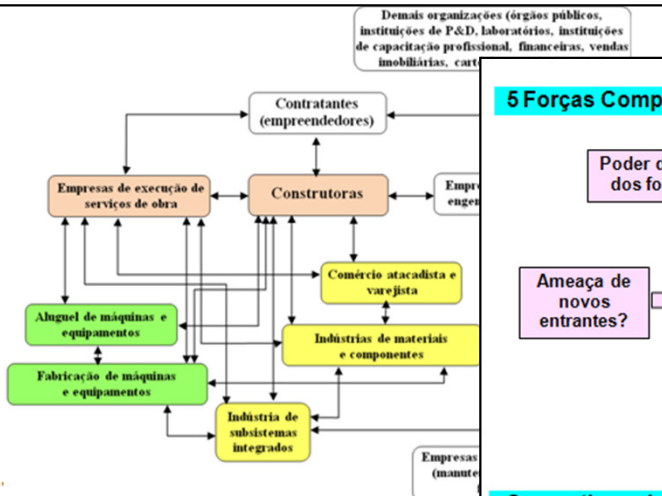 Demais organizações (órgãos públicos,
instituições de P&D, laboratórios, instituições
de capacitação profissional, financeiras, vendas
imobiliárias,
Contratantes
(empreendedores)
Empresas de execução de
serviços de obra
Construtoras
Comércio atacadista e
varejista
Aluguel de máquinas e
equipamentos
Indústrias de materiais
e componentes
Fabricação de máquinas
e equipamentos
Indústria de
subsistemas
integrados
Empresas
5 Forças
Poder
Ameaça de
novos
entrantes?